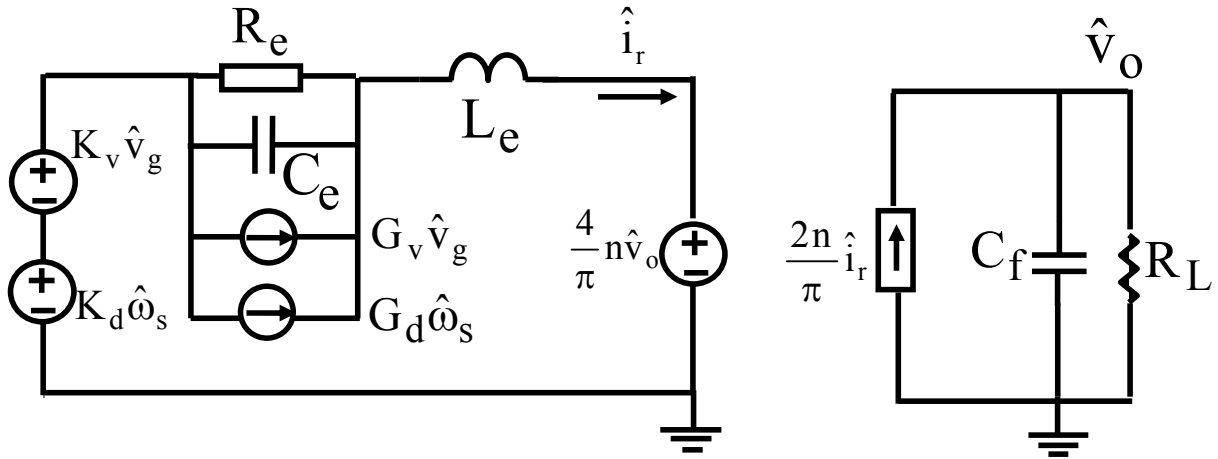 R_e
î_r
v̂_o
L_e
K_v v̂_g
C_e
G_v v̂_g
4/π n v̂_o
2n/π î_r
C_f
R_L
K_d ω̂_s
G_d ω̂_s